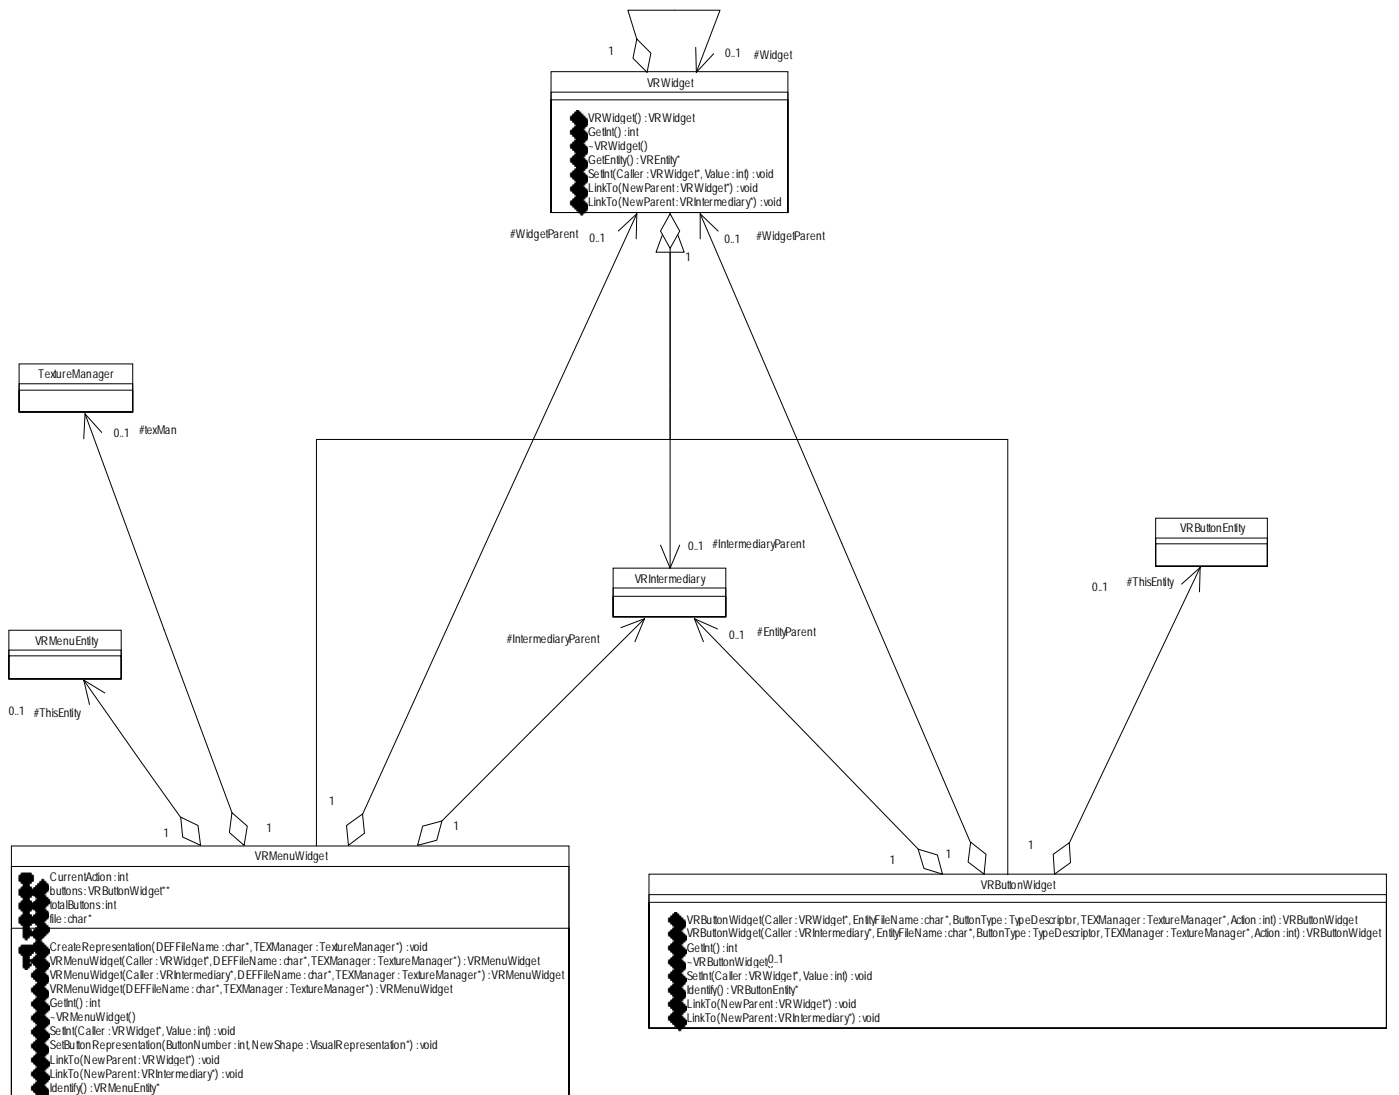 1
0..1 #Widget
VRWidget
VRWidget() : VRWidget
GetInt() : int
~VRWidget()
GetEntity() : VREntity*
SetInt(Caller : VRWidget*, Value : int) : void
LinkTo(NewParent : VRWidget*) : void
LinkTo(NewParent : VRIntermediary*) : void
#WidgetParent 0..1
0..1 #WidgetParent
1
TextureManager
0..1 #texMan
VRButtonEntity
0..1 #ThisEntity
0..1 #IntermediaryParent
VRIntermediary
#IntermediaryParent
0..1 #EntityParent
VRMenuEntity
0..1 #ThisEntity
1
1
1
1
1
1
1
VRMenuWidget
CurrentAction : int
buttons : VRButtonWidget**
totalButtons : int
file : char*
CreateRepresentation(DEFFileName : char*, TEXManager : TextureManager*) : void
VRMenuWidget(Caller : VRWidget*, DEFFileName : char*, TEXManager : TextureManager*) : VRMenuWidget
VRMenuWidget(Caller : VRIntermediary*, DEFFileName : char*, TEXManager : TextureManager*) : VRMenuWidget
VRMenuWidget(DEFFileName : char*, TEXManager : TextureManager*) : VRMenuWidget
GetInt() : int
~VRMenuWidget()
SetInt(Caller : VRWidget*, Value : int) : void
SetButtonRepresentation(ButtonNumber : int, NewShape : VisualRepresentation*) : void
LinkTo(NewParent : VRWidget*) : void
LinkTo(NewParent : VRIntermediary*) : void
Identify() : VRMenuEntity*
VRButtonWidget
VRButtonWidget(Caller : VRWidget*, EntityFileName : char*, ButtonType : TypeDescriptor, TEXManager : TextureManager*, Action : int) : VRButtonWidget
VRButtonWidget(Caller : VRIntermediary*, EntityFileName : char*, ButtonType : TypeDescriptor, TEXManager : TextureManager*, Action : int) : VRButtonWidget
GetInt() : int
~VRButtonWidget()
0..1
SetInt(Caller : VRWidget*, Value : int) : void
Identify() : VRButtonEntity*
LinkTo(NewParent : VRWidget*) : void
LinkTo(NewParent : VRIntermediary*) : void